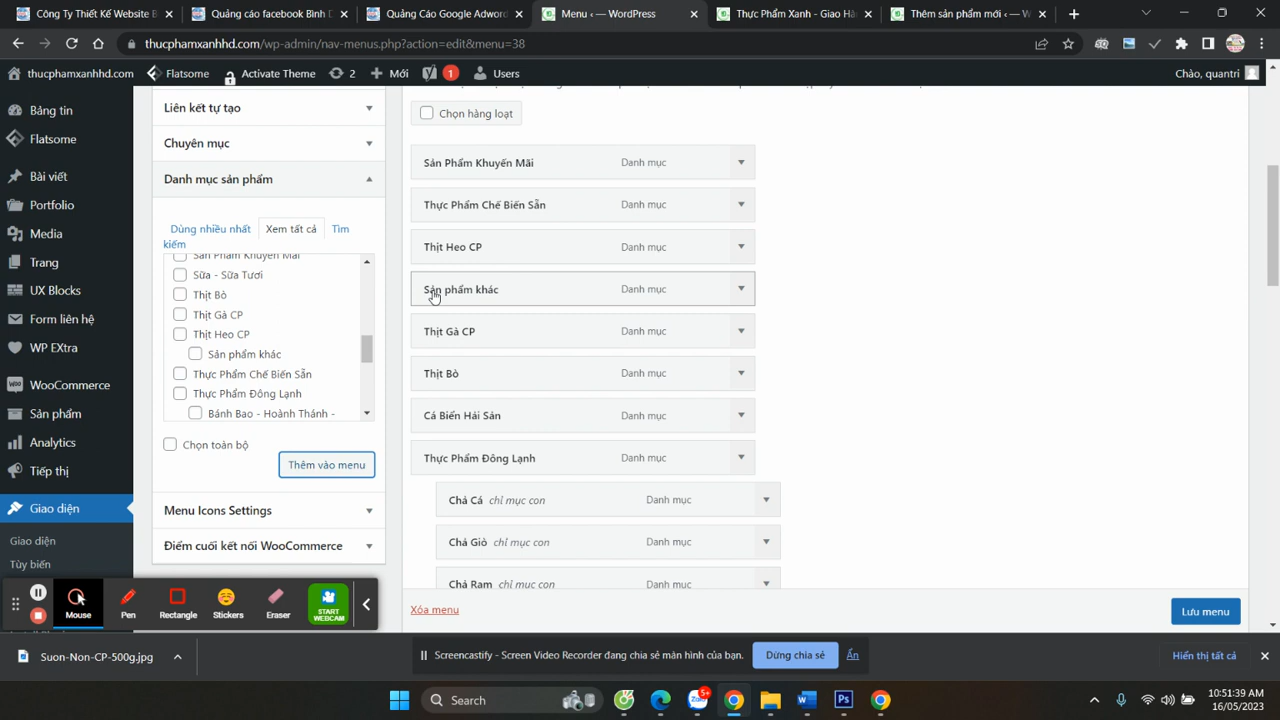 Công Ty Thiết Kế Website B
Quảng cáo facebook Bình D
Quảng Cáo Google Adword
Menu ‹ — WordPress
Thực Phẩm Xanh - Giao Hà
Thêm sản phẩm mới ‹ — W
thucphamxanhhd.com/wp-admin/nav-menus.php?action=edit&menu=38
thucphamxanhhd.com
Flatsome
Activate Theme
2
Mới
1
Users
Chào, quantri
Bảng tin
Flatsome
Bài viết
Portfolio
Media
Trang
UX Blocks
Form liên hệ
WP EXtra
WooCommerce
Sản phẩm
Analytics
Tiếp thị
Giao diện
Giao diện
Tùy biến
Liên kết tự tạo
Chuyên mục
Danh mục sản phẩm
Dùng nhiều nhất
Xem tất cả
Tìm
kiếm
Sản Phẩm Khuyến Mãi
Sữa - Sữa Tươi
Thịt Bò
Thịt Gà CP
Thịt Heo CP
Sản phẩm khác
Thực Phẩm Chế Biến Sẵn
Thực Phẩm Đông Lạnh
Bánh Bao - Hoành Thánh -
Chọn toàn bộ
Thêm vào menu
Menu Icons Settings
Điểm cuối kết nối WooCommerce
Chọn hàng loạt
Sản Phẩm Khuyến Mãi Danh mục
Thực Phẩm Chế Biến Sẵn Danh mục
Thịt Heo CP Danh mục
Sản phẩm khác Danh mục
Thịt Gà CP Danh mục
Thịt Bò Danh mục
Cá Biển Hải Sản Danh mục
Thực Phẩm Đông Lạnh Danh mục
Chả Cá chỉ mục con Danh mục
Chả Giò chỉ mục con Danh mục
Chả Ram chỉ mục con Danh mục
Xóa menu
Lưu menu
Mouse
Pen
Rectangle
Stickers
Eraser
START
WEBCAM
Suon-Non-CP-500g.jpg
Screencastify - Screen Video Recorder đang chia sẻ màn hình của bạn.
Dừng chia sẻ
Ẩn
Hiển thị tất cả
Search
5+
10:51:39 AM
16/05/2023